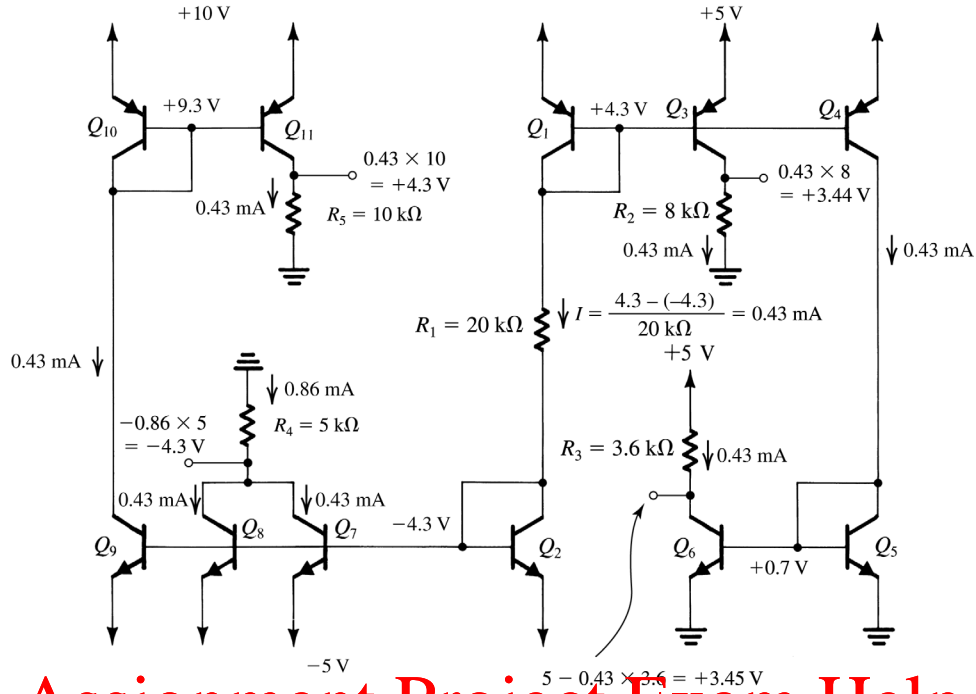 +10 V
+5 V
Q10
+9.3 V
Q11
Q1
+4.3 V
Q3
Q4
0.43 × 10
= +4.3 V
0.43 mA
R5 = 10 kΩ
0.43 × 8
= +3.44 V
R2 = 8 kΩ
0.43 mA
0.43 mA
R1 = 20 kΩ
I = 4.3 – (–4.3) / 20 kΩ = 0.43 mA
+5 V
0.43 mA
0.86 mA
R4 = 5 kΩ
−0.86 × 5
= −4.3 V
R3 = 3.6 kΩ
0.43 mA
0.43 mA
0.43 mA
−4.3 V
Q9
Q8
Q7
Q2
Q6
+0.7 V
Q5
−5 V
5 − 0.43 × 3.6 = +3.45 V
Assignment Project Exam Help